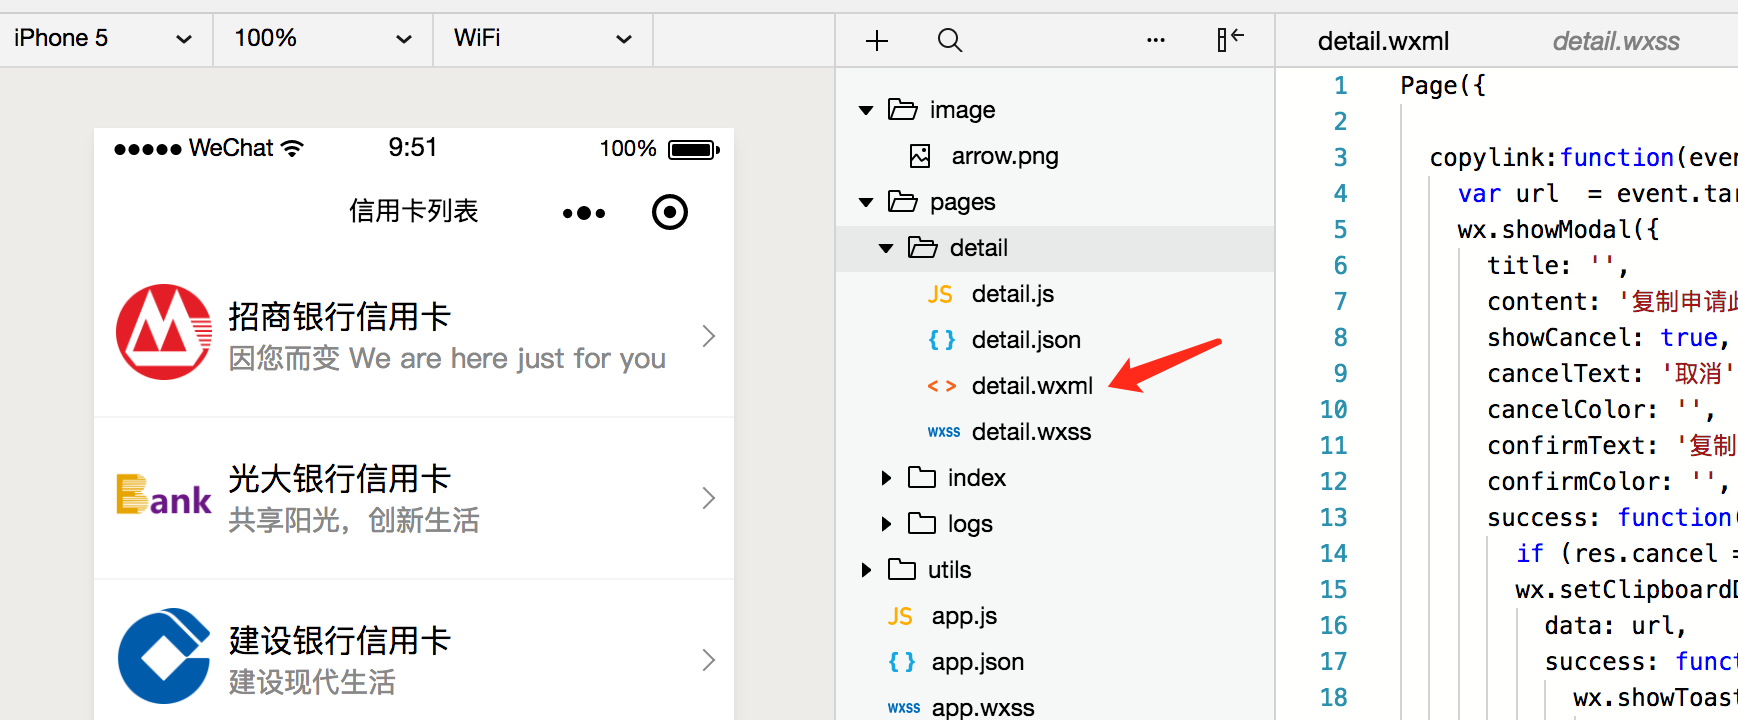 iPhone 5
100%
WiFi
WeChat
9:51
100%
信用卡列表
招商银行信用卡
因您而变 We are here just for you
Bank
光大银行信用卡
共享阳光，创新生活
建设银行信用卡
建设现代生活
image
arrow.png
pages
detail
JS detail.js
{ } detail.json
< > detail.wxml
wxss detail.wxss
index
logs
utils
JS app.js
{ } app.json
wxss app.wxss
detail.wxml
detail.wxss
1 Page({
2
3 copylink:function(even
4 var url = event.tar
5 wx.showModal({
6 title: '',
7 content: '复制申请此
8 showCancel: true,
9 cancelText: '取消'
10 cancelColor: '',
11 confirmText: '复制
12 confirmColor: '',
13 success: function(
14 if (res.cancel =
15 wx.setClipboardD
16 data: url,
17 success: funct
18 wx.showToast